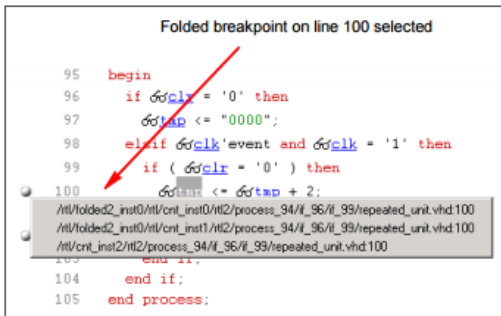 Folded breakpoint on line 100 selected
95 begin
96 if clr = '0' then
97 tmp <= "0000";
98 elsif clk'event and clk = '1' then
99 if ( clr = '0' ) then
100 tmp <= tmp + 2;
/rtl/folded2_inst0/rtl/cnt_inst0/rtl2/process_94/if_96/if_99/repeated_unit.vhd:100
/rtl/folded2_inst0/rtl/cnt_inst1/rtl2/process_94/if_96/if_99/repeated_unit.vhd:100
/rtl/cnt_inst2/rtl2/process_94/if_96/if_99/repeated_unit.vhd:100
103 end if;
104 end if;
105 end process;